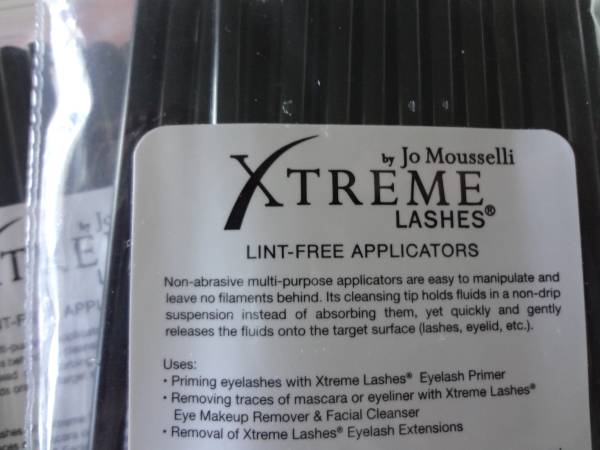 by Jo Mousselli
XTREME
LASHES®
LINT-FREE APPLICATORS
Non-abrasive multi-purpose applicators are easy to manipulate and
leave no filaments behind. Its cleansing tip holds fluids in a non-drip
suspension instead of absorbing them, yet quickly and gently
releases the fluids onto the target surface (lashes, eyelid, etc.).
Uses:
• Priming eyelashes with Xtreme Lashes® Eyelash Primer
• Removing traces of mascara or eyeliner with Xtreme Lashes®
Eye Makeup Remover & Facial Cleanser
• Removal of Xtreme Lashes® Eyelash Extensions